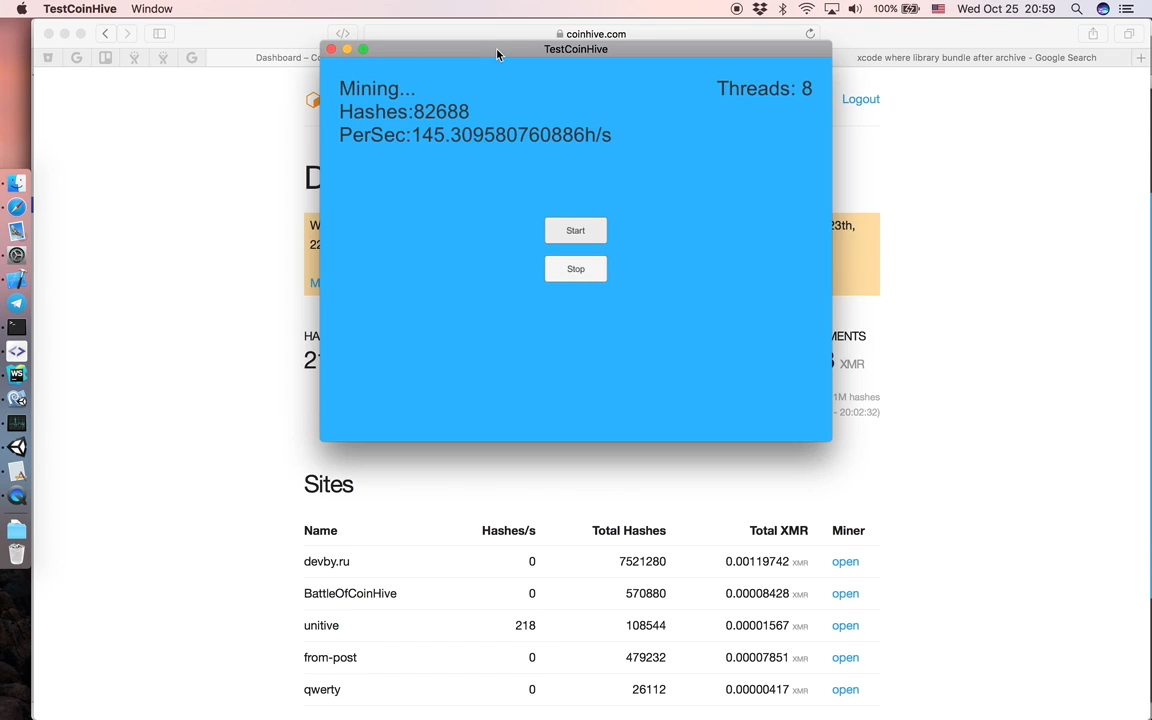 TestCoinHive Window 100% Wed Oct 25 20:59
coinhive.com
Dashboard – Co
xcode where library bundle after archive - Google Search
TestCoinHive
Mining...
Threads: 8
Hashes:82688
PerSec:145.309580760886h/s
Start
Stop
Logout
D
W
23th,
22
M
HA
MENTS
21
XMR
1M hashes
- 20:02:32)
Sites
Name Hashes/s Total Hashes Total XMR Miner
devby.ru 0 7521280 0.00119742 XMR open
BattleOfCoinHive 0 570880 0.00008428 XMR open
unitive 218 108544 0.00001567 XMR open
from-post 0 479232 0.00007851 XMR open
qwerty 0 26112 0.00000417 XMR open